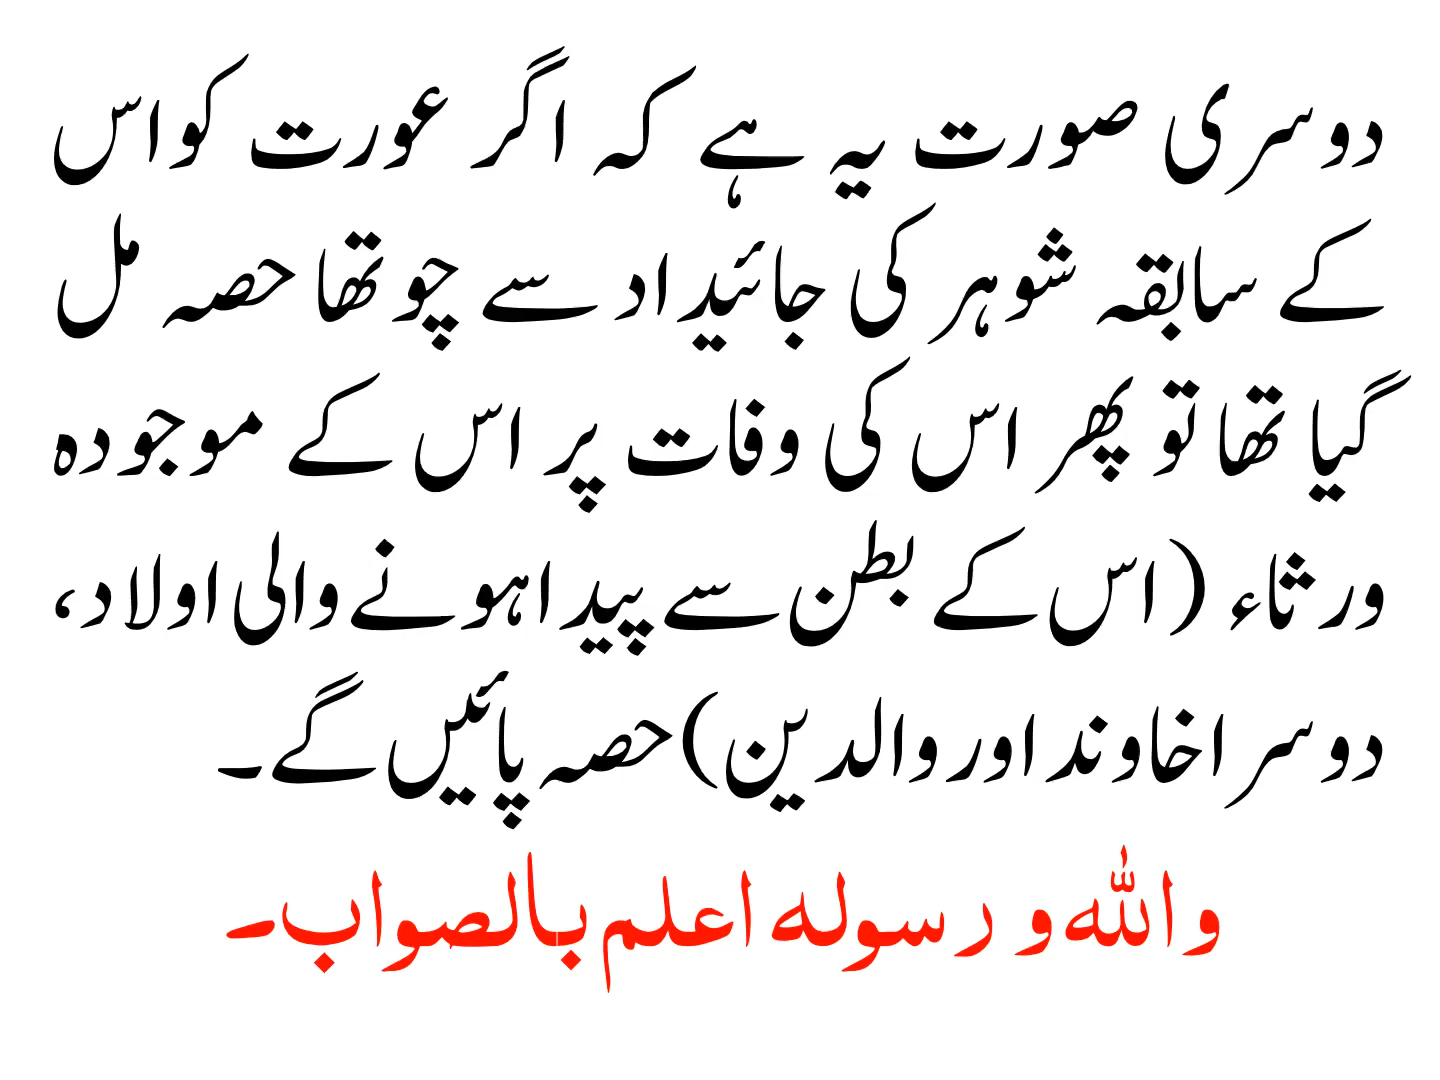 دوسری صورت یہ ہے کہ اگر عورت کواس
کے سابقہ شوہر کی جائیداد سے چوتھا حصہ مل
گیا تھا تو پھر اس کی وفات پر اس کے موجودہ
ورثاء (اس کے بطن سے پیدا ہونے والی اولاد،
دوسرا خاوند اور والدین) حصہ پائیں گے۔
واللہ و رسولہ اعلم بالصواب۔